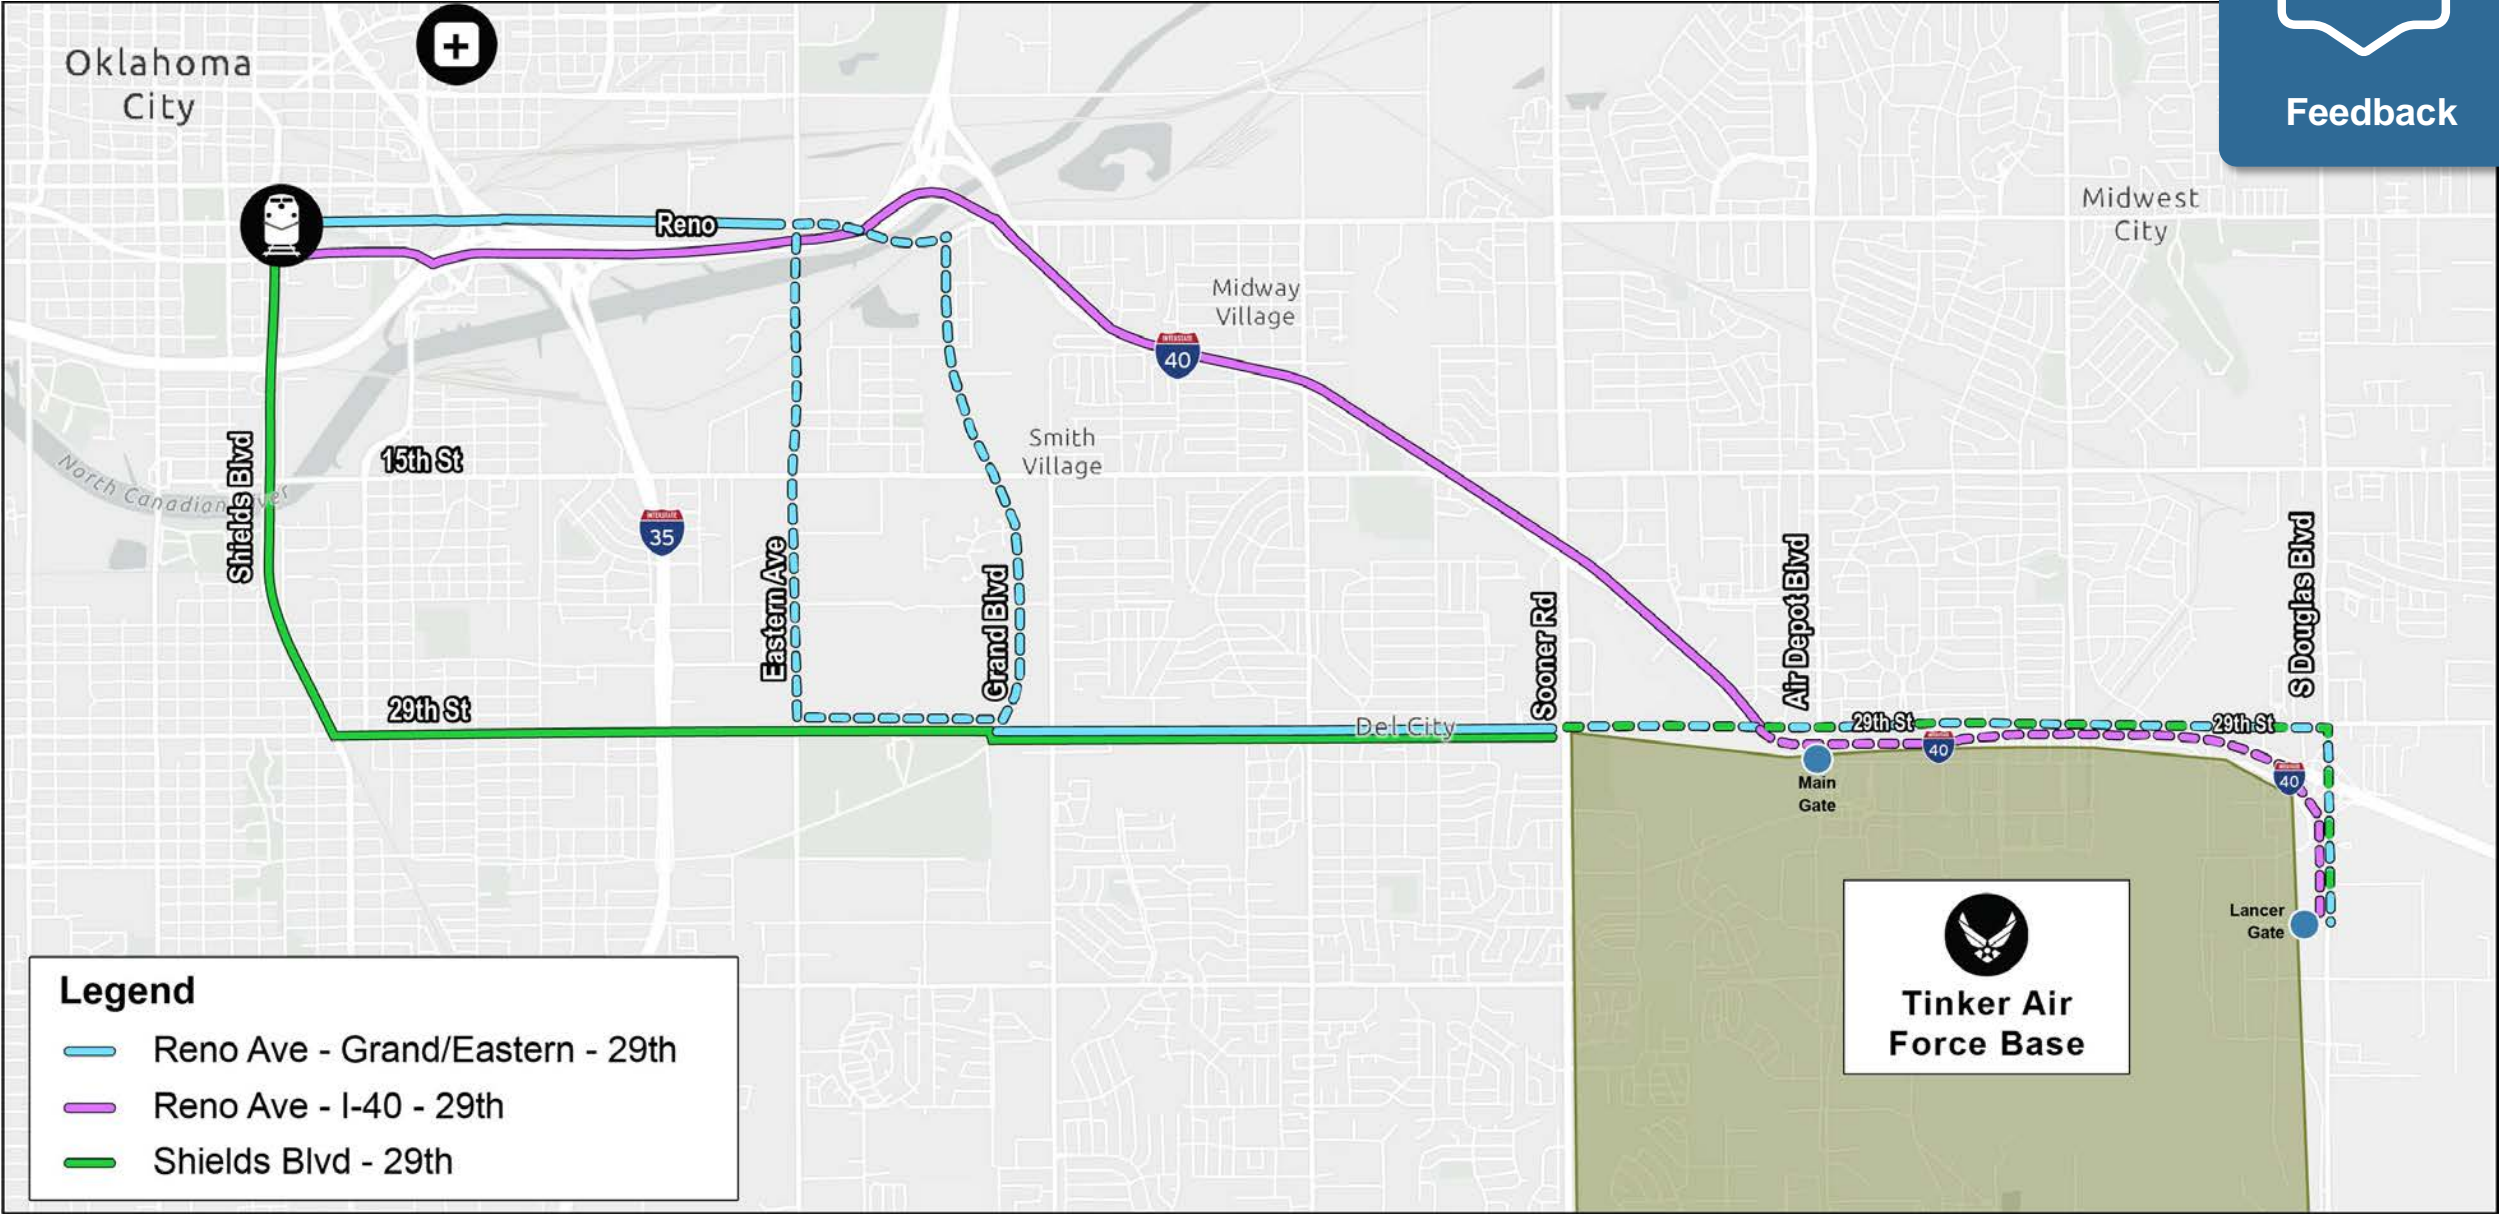 Oklahoma
City
Feedback
Midwest
City
Reno
Midway
Village
INTERSTATE
40
Smith
Village
15th St
North Canadian River
Shields Blvd
INTERSTATE
35
Eastern Ave
Grand Blvd
Sooner Rd
Air Depot Blvd
S Douglas Blvd
29th St
Del City
29th St
29th St
40
40
Main
Gate
Lancer
Gate
Tinker Air
Force Base
Legend
Reno Ave - Grand/Eastern - 29th
Reno Ave - I-40 - 29th
Shields Blvd - 29th